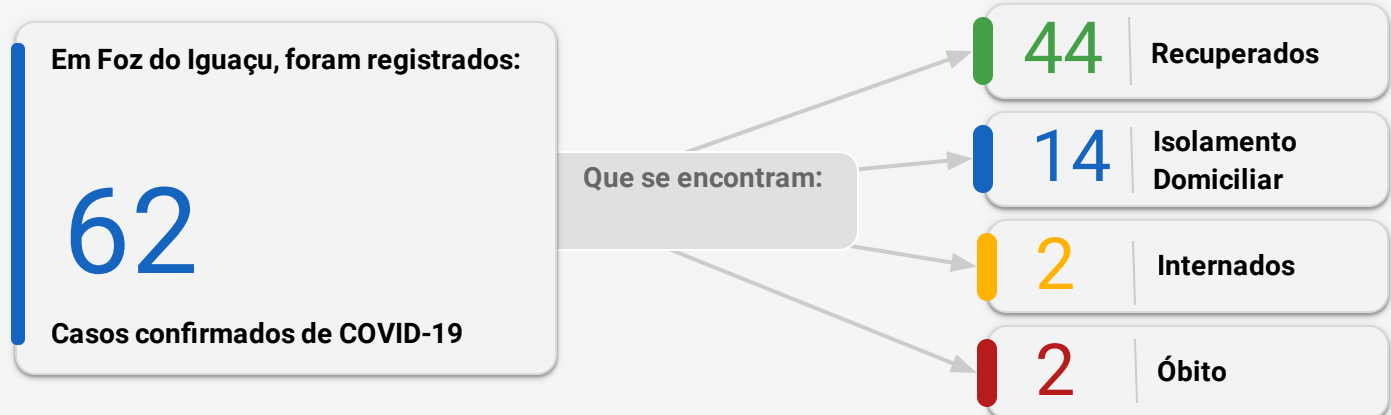 Em Foz do Iguaçu, foram registrados:
62
Casos confirmados de COVID-19
Que se encontram:
44 Recuperados
14 Isolamento
Domiciliar
2 Internados
2 Óbito